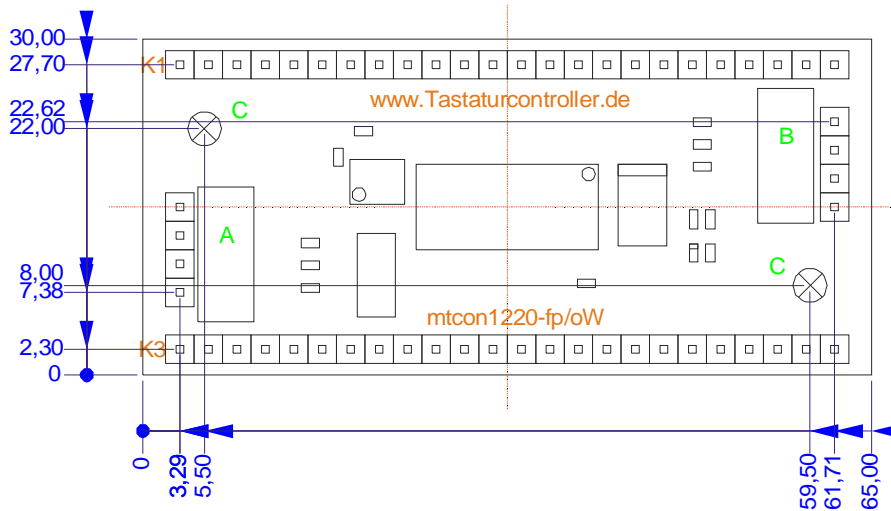 30,00
27,70
K1
www.Tastaturcontroller.de
22,62
C
22,00
B
A
8,00
C
7,38
mtcon1220-fp/oW
2,30
K3
0
0
3,29
5,50
59,50
61,71
65,00